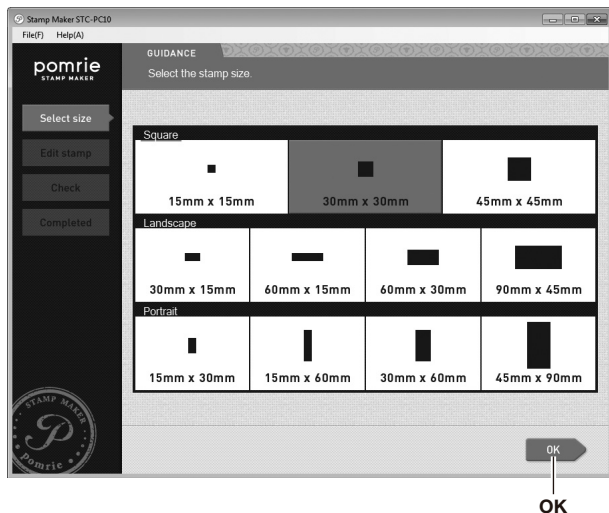 Stamp Maker STC-PC10
File(F) Help(A)
pomrie
STAMP MAKER
GUIDANCE
Select the stamp size.
Select size
Edit stamp
Check
Completed
Square
15mm x 15mm
30mm x 30mm
45mm x 45mm
Landscape
30mm x 15mm
60mm x 15mm
60mm x 30mm
90mm x 45mm
Portrait
15mm x 30mm
15mm x 60mm
30mm x 60mm
45mm x 90mm
STAMP MAKER
P
pomrie
OK
OK